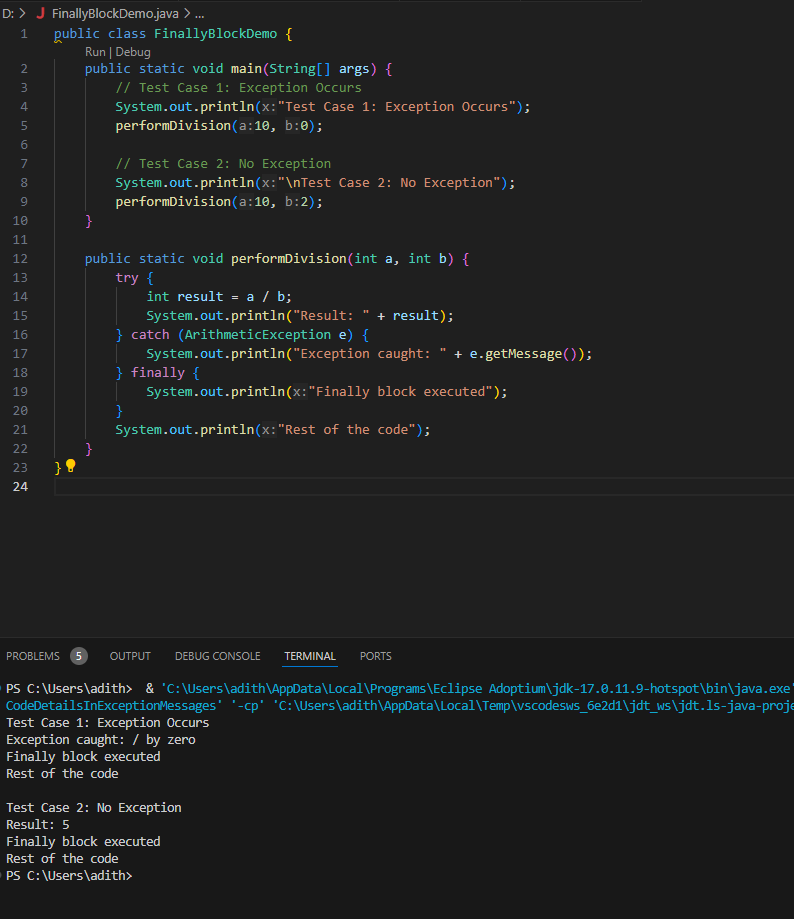 D: > J FinallyBlockDemo.java > ...
1 public class FinallyBlockDemo {
Run | Debug
2     public static void main(String[] args) {
3         // Test Case 1: Exception Occurs
4         System.out.println(x:"Test Case 1: Exception Occurs");
5         performDivision(a:10, b:0);
6
7         // Test Case 2: No Exception
8         System.out.println(x:"\nTest Case 2: No Exception");
9         performDivision(a:10, b:2);
10     }
11
12     public static void performDivision(int a, int b) {
13         try {
14             int result = a / b;
15             System.out.println("Result: " + result);
16         } catch (ArithmeticException e) {
17             System.out.println("Exception caught: " + e.getMessage());
18         } finally {
19             System.out.println(x:"Finally block executed");
20         }
21         System.out.println(x:"Rest of the code");
22     }
23 }
24
PROBLEMS 5 OUTPUT DEBUG CONSOLE TERMINAL PORTS
PS C:\Users\adith>  & 'C:\Users\adith\AppData\Local\Programs\Eclipse Adoptium\jdk-17.0.11.9-hotspot\bin\java.exe'
CodeDetailsInExceptionMessages' '-cp' 'C:\Users\adith\AppData\Local\Temp\vscodesws_6e2d1\jdt_ws\jdt.ls-java-proje
Test Case 1: Exception Occurs
Exception caught: / by zero
Finally block executed
Rest of the code

Test Case 2: No Exception
Result: 5
Finally block executed
Rest of the code
PS C:\Users\adith>